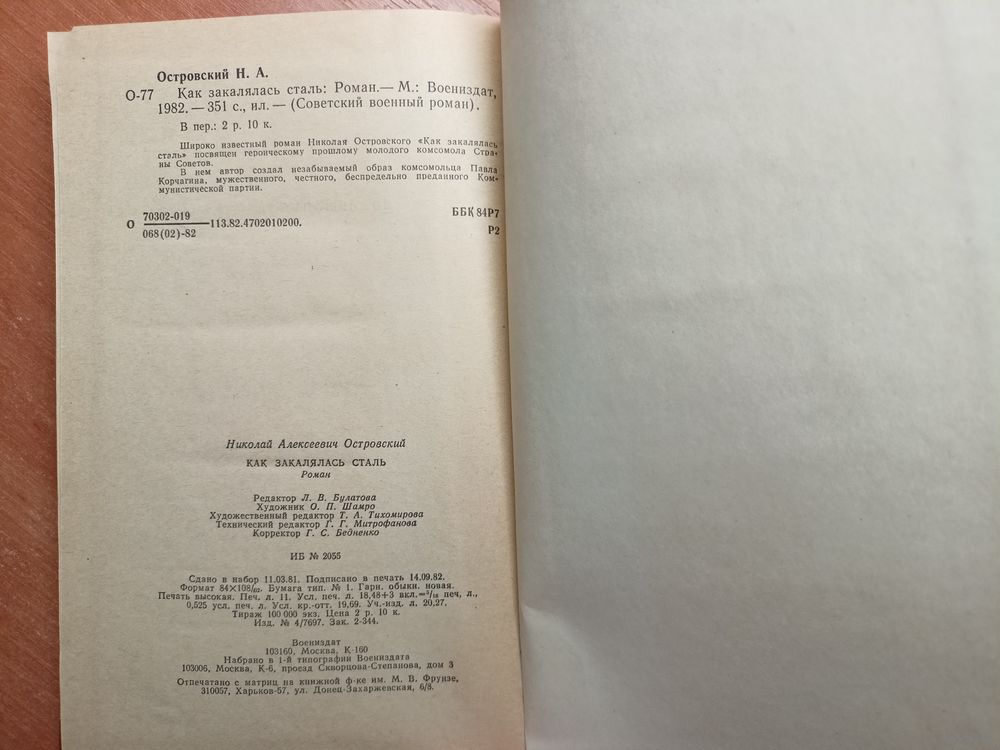 Островский Н. А.
О-77 Как закалялась сталь: Роман.— М.: Воениздат,
1982.— 351 с., ил.— (Советский военный роман).
В пер.: 2 р. 10 к.
Широко известный роман Николая Островского «Как закалялась
сталь» посвящен героическому прошлому молодого комсомола Стра-
ны Советов.
В нем автор создал незабываемый образ комсомольца Павла
Корчагина, мужественного, честного, беспредельно преданного Ком-
мунистической партии.
О 70302-019
068(02)-82
—113.82.4702010200.
ББК 84Р7
Р2
Николай Алексеевич Островский
КАК ЗАКАЛЯЛАСЬ СТАЛЬ
Роман
Редактор Л. В. Булатова
Художник О. П. Шамро
Художественный редактор Т. А. Тихомирова
Технический редактор Г. Г. Митрофанова
Корректор Г. С. Бедненко
ИБ № 2055
Сдано в набор 11.03.81. Подписано в печать 14.09.82.
Формат 84×108/₃₂. Бумага тип. № 1. Гарн. обыкн. новая.
Печать высокая. Печ. л. 11. Усл. печ. л. 18,48+3 вкл.= печ, л.,
0,525 усл. печ. л. Усл. кр.-отт. 19,69. Уч.-изд. л. 20,27.
Тираж 100 000 экз. Цена 2 р. 10 к.
Изд. № 4/7697. Зак. 2-344.
Воениздат
103160, Москва, К-160
Набрано в 1-й типографии Воениздата
103006, Москва, К-6, проезд Скворцова-Степанова, дом 3
Отпечатано с матриц на книжной ф-ке им. М. В. Фрунзе,
310057, Харьков-57, ул. Донец-Захаржевская, 6/8.